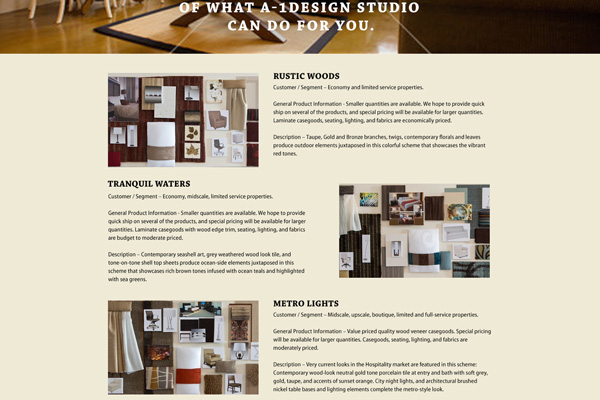 OF WHAT A-1DESIGN STUDIO
CAN DO FOR YOU.
RUSTIC WOODS
Customer / Segment – Economy and limited service properties.
General Product Information - Smaller quantities are available. We hope to provide quick
ship on several of the products, and special pricing will be available for larger quantities.
Laminate casegoods, seating, lighting, and fabrics are economically priced.
Description – Taupe, Gold and Bronze branches, twigs, contemporary florals and leaves
produce outdoor elements juxtaposed in this colorful scheme that showcases the vibrant
red tones.
TRANQUIL WATERS
Customer / Segment – Economy, midscale, limited service properties.
General Product Information - Smaller quantities are available. We hope to provide
quick ship on several of the products, and special pricing will be available for larger
quantities. Laminate casegoods with wood edge trim, seating, lighting, and fabrics
are budget to moderate priced.
Description – Contemporary seashell art, grey weathered wood look tile, and
tone-on-tone shell top sheets produce ocean-side elements juxtaposed in this
scheme that showcases rich brown tones infused with ocean teals and highlighted
with sea greens.
METRO LIGHTS
Customer / Segment – Midscale, upscale, boutique, limited and full-service properties.
General Product Information – Value priced quality wood veneer casegoods. Special pricing
will be available for larger quantities. Casegoods, seating, lighting, and fabrics are
moderately priced.
Description – Very current looks in the Hospitality market are featured in this scheme:
Contemporary wood-look neutral gold tone porcelain tile at entry and bath with soft grey,
gold, taupe, and accents of sunset orange. City night lights, and architectural brushed
nickel table bases and lighting elements complete the metro-style look.